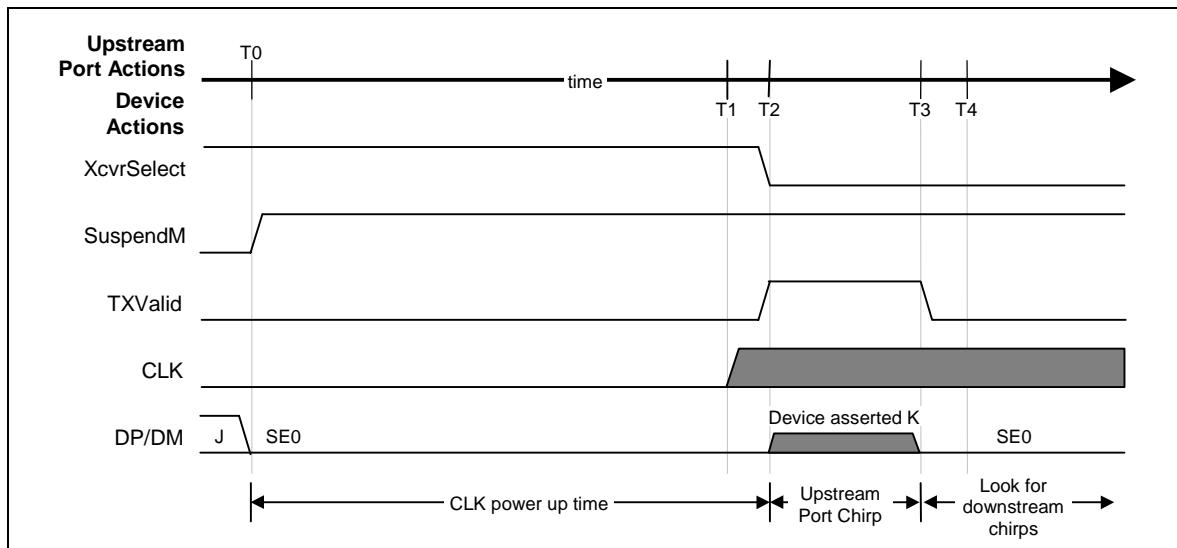 Upstream
Port Actions
T0
time
Device
Actions
T1
T2
T3
T4
XcvrSelect
SuspendM
TXValid
CLK
Device asserted K
DP/DM
J
SE0
SE0
CLK power up time
Upstream
Port Chirp
Look for
downstream
chirps